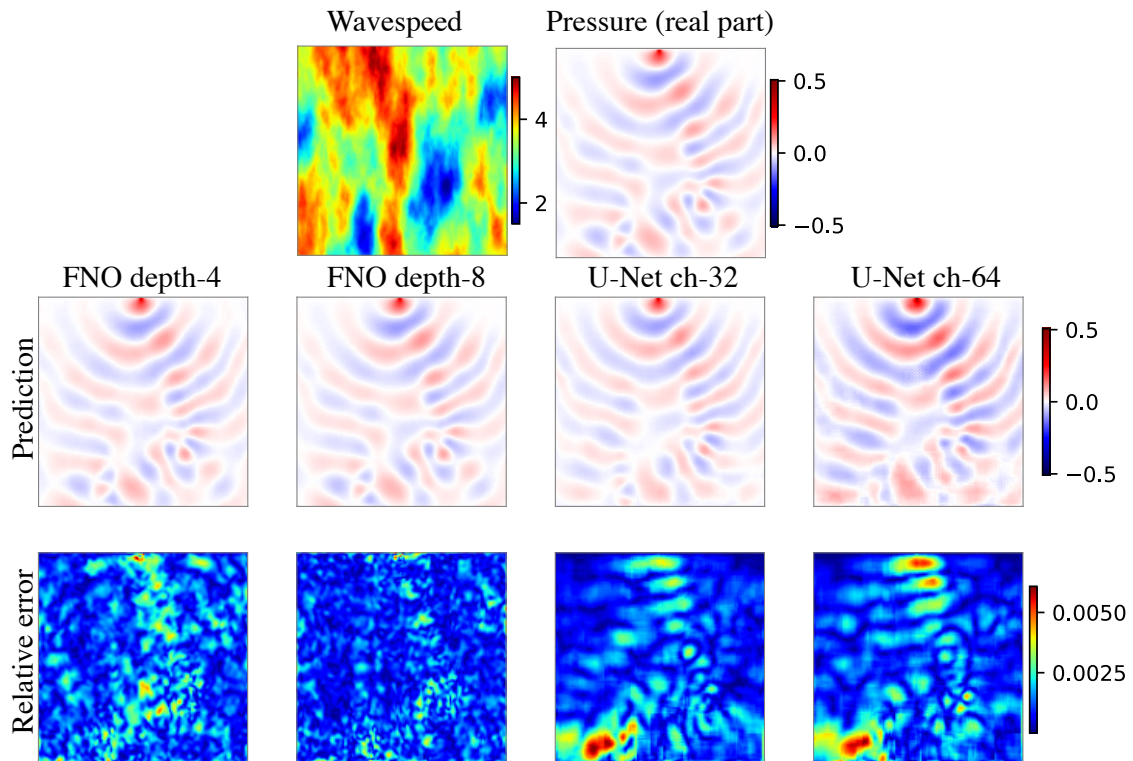 Wavespeed Pressure (real part)
4
2
0.5
0.0
−0.5
FNO depth-4 FNO depth-8 U-Net ch-32 U-Net ch-64
Prediction
0.5
0.0
−0.5
Relative error
0.0050
0.0025